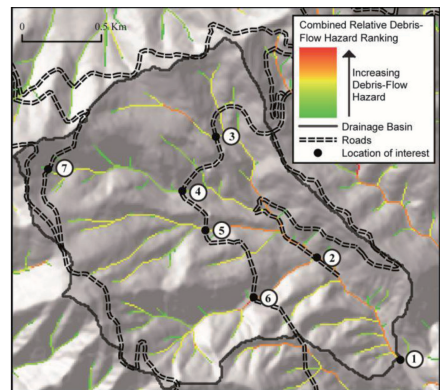 0 0.5 Km
Combined Relative Debris-
Flow Hazard Ranking
Increasing
Debris-Flow
Hazard
Drainage Basin
Roads
Location of interest
3
7
4
5
2
6
1